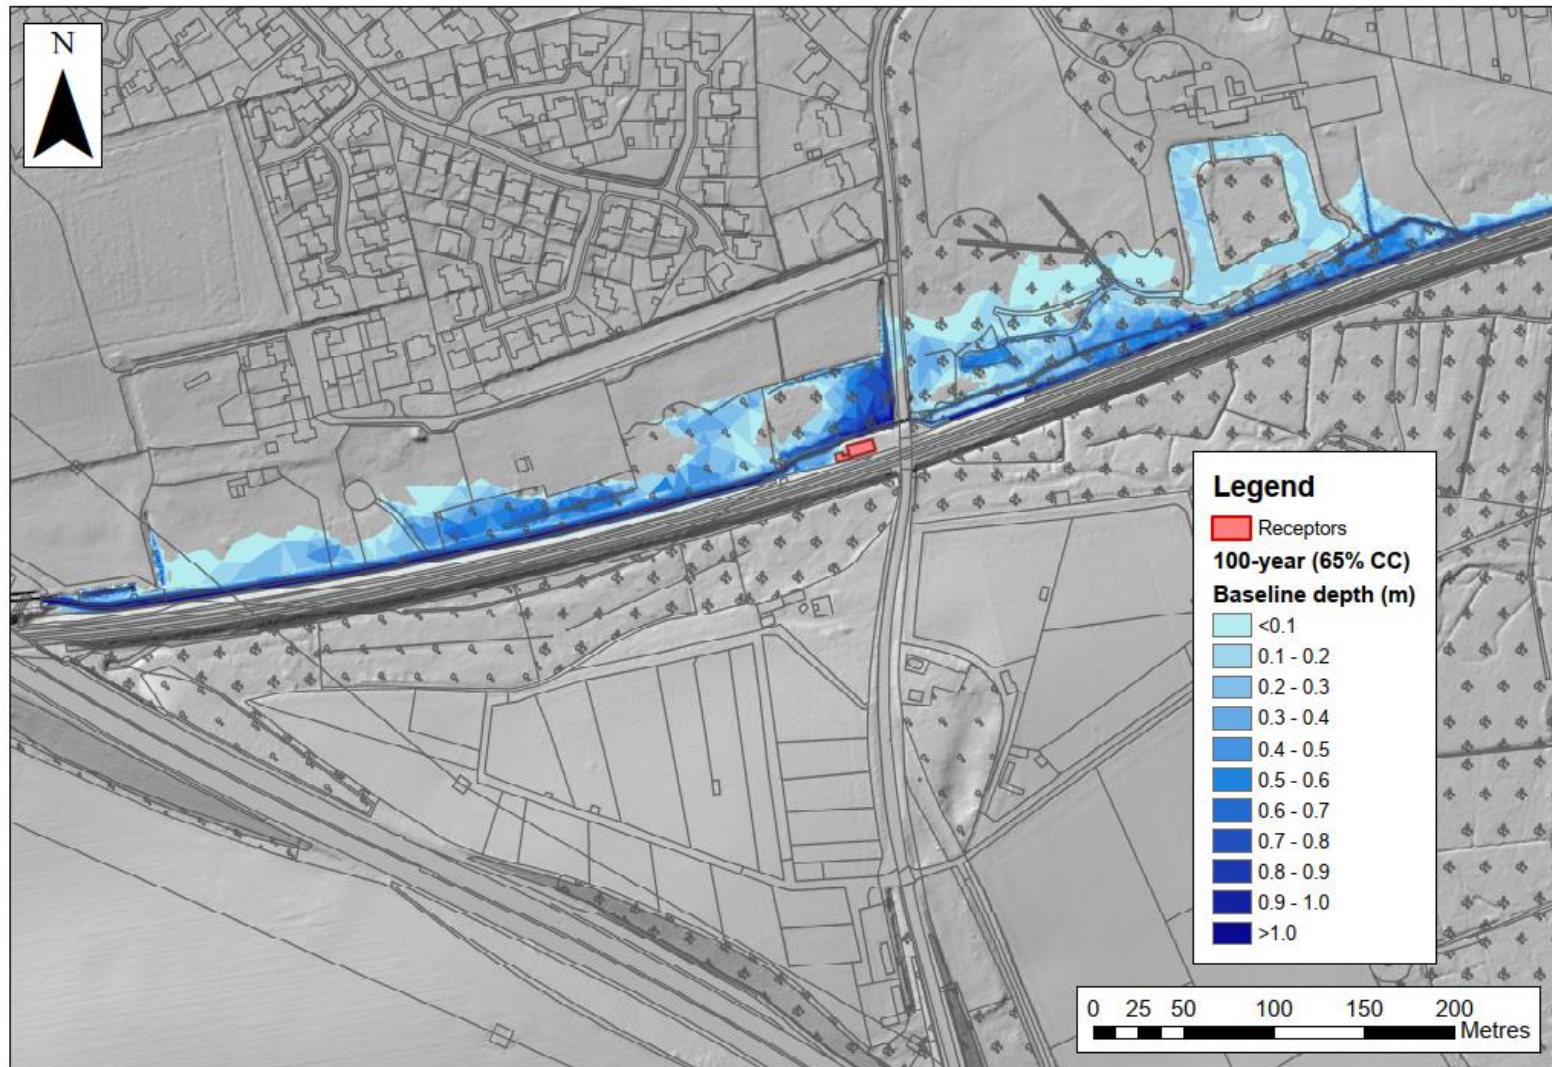 N
Legend
Receptors
100-year (65% CC)
Baseline depth (m)
<0.1
0.1 - 0.2
0.2 - 0.3
0.3 - 0.4
0.4 - 0.5
0.5 - 0.6
0.6 - 0.7
0.7 - 0.8
0.8 - 0.9
0.9 - 1.0
>1.0
0 25 50 100 150 200
Metres